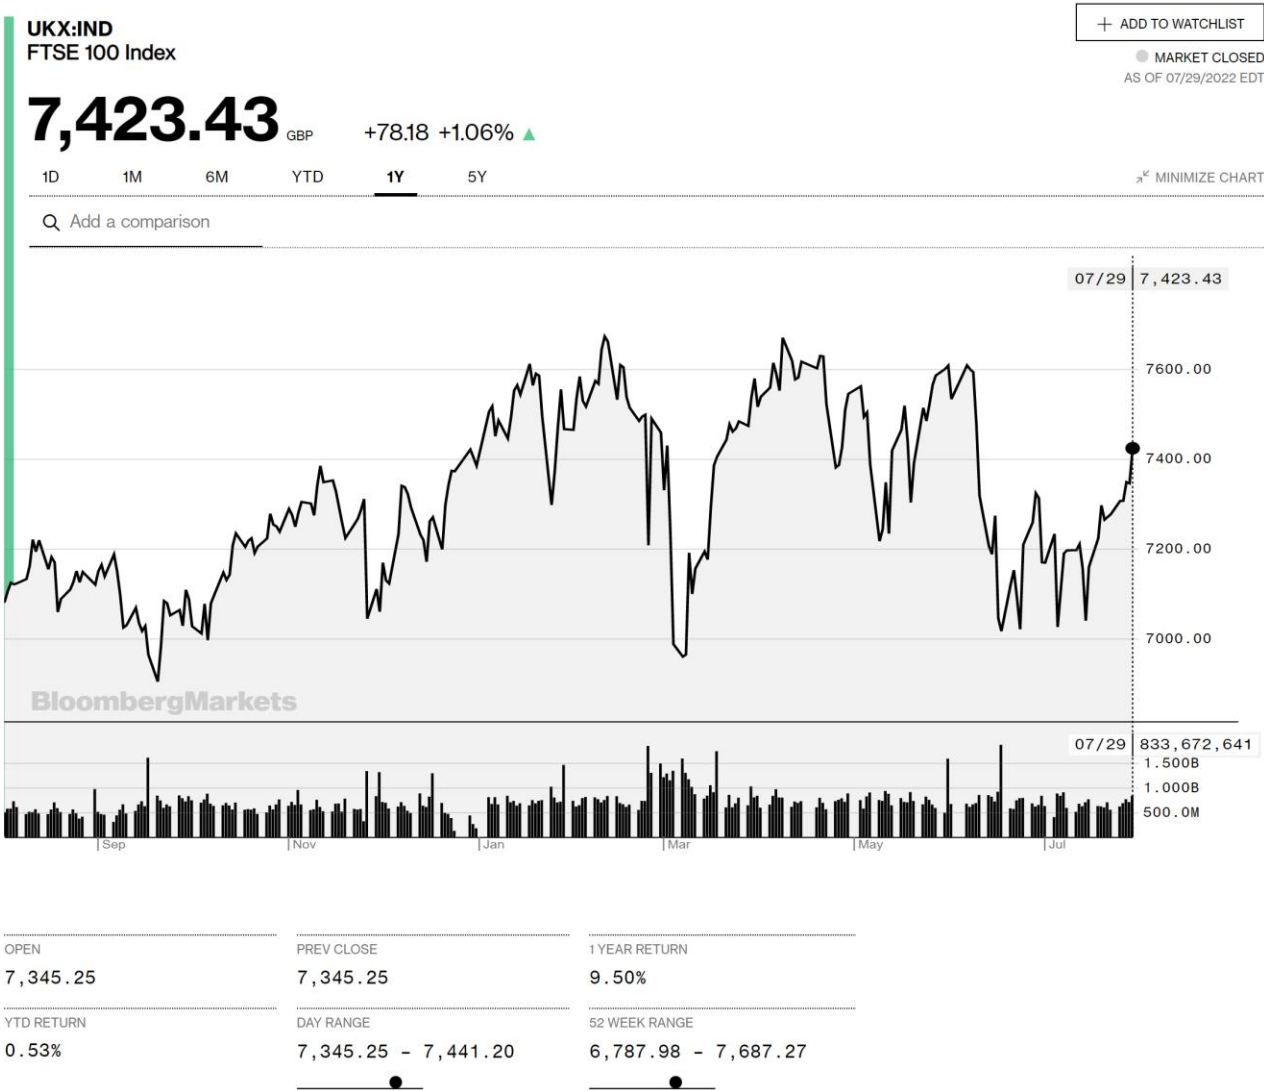 UKX:IND
FTSE 100 Index
+ ADD TO WATCHLIST
MARKET CLOSED
AS OF 07/29/2022 EDT
7,423.43 GBP +78.18 +1.06% ▲
1D 1M 6M YTD 1Y 5Y
MINIMIZE CHART
Add a comparison
07/29 7,423.43
7600.00
7400.00
7200.00
7000.00
BloombergMarkets
07/29 833,672,641
1.500B
1.000B
500.0M
Sep Nov Jan Mar May Jul
OPEN
7,345.25
PREV CLOSE
7,345.25
1 YEAR RETURN
9.50%
YTD RETURN
0.53%
DAY RANGE
7,345.25 – 7,441.20
52 WEEK RANGE
6,787.98 – 7,687.27